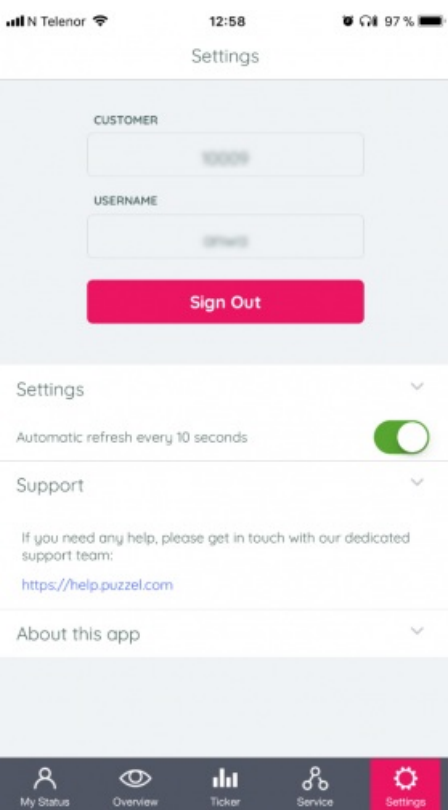 N Telenor 12:58 97 %
Settings
CUSTOMER
USERNAME
Sign Out
Settings
Automatic refresh every 10 seconds
Support
If you need any help, please get in touch with our dedicated
support team:
https://help.puzzel.com
About this app
My Status Overview Ticker Service Settings